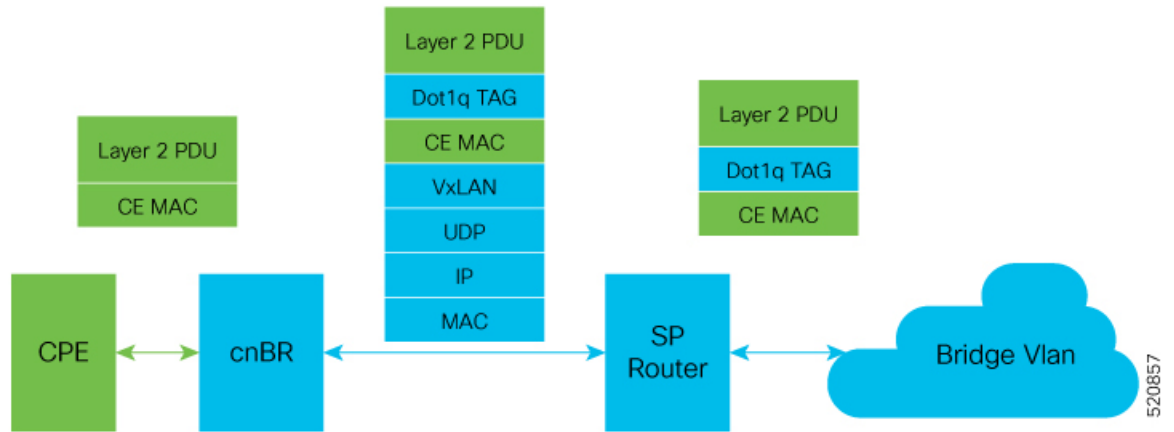 Layer 2 PDU
CE MAC
Layer 2 PDU
Dot1q TAG
CE MAC
VxLAN
UDP
IP
MAC
Layer 2 PDU
Dot1q TAG
CE MAC
CPE
cnBR
SP
Router
Bridge Vlan
520857